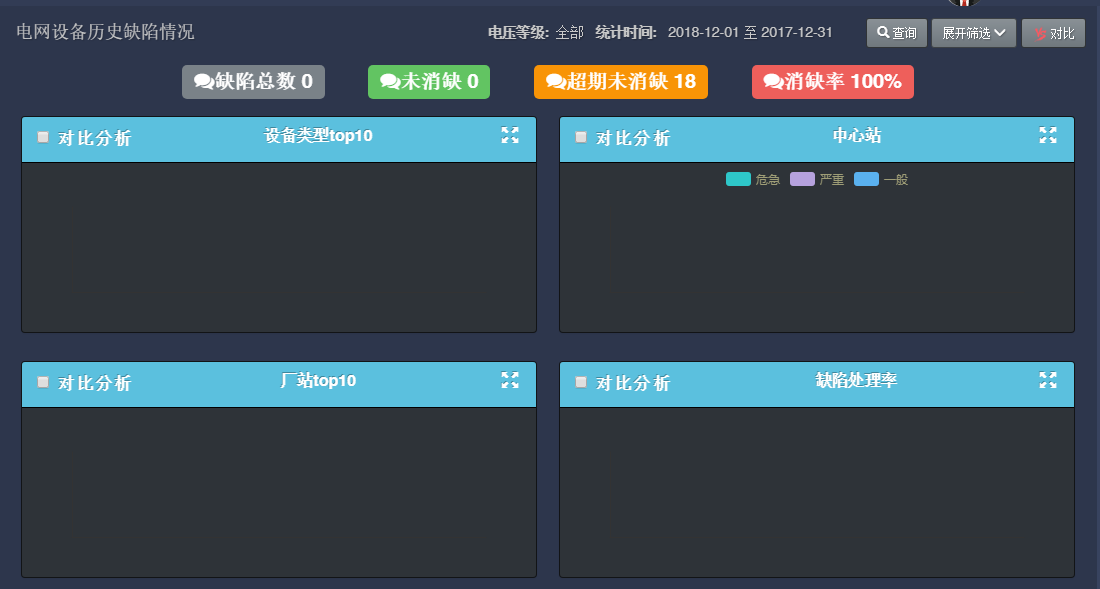 电网设备历史缺陷情况
电压等级: 全部 统计时间: 2018-12-01 至 2017-12-31
查询 展开筛选 对比
缺陷总数 0 未消缺 0 超期未消缺 18 消缺率 100%
对比分析 设备类型top10
对比分析 中心站
危急 严重 一般
对比分析 厂站top10
对比分析 缺陷处理率